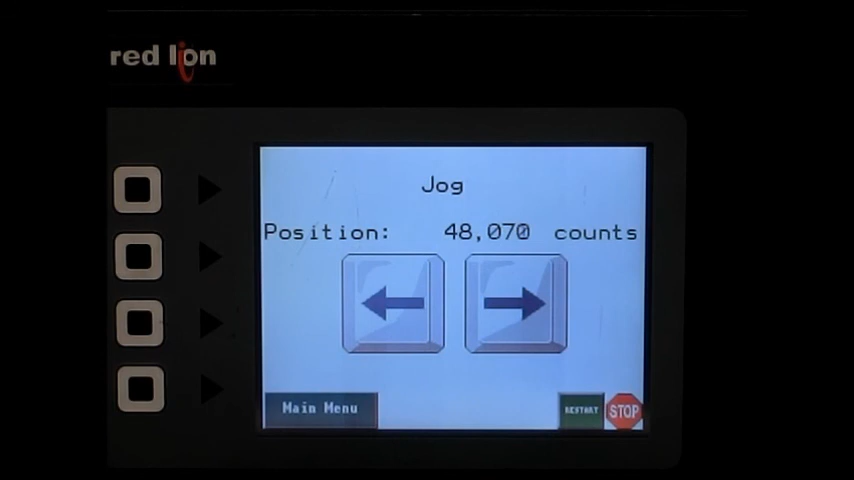 red lion
Jog
Position: 48,070 counts
Main Menu
RESTART
STOP